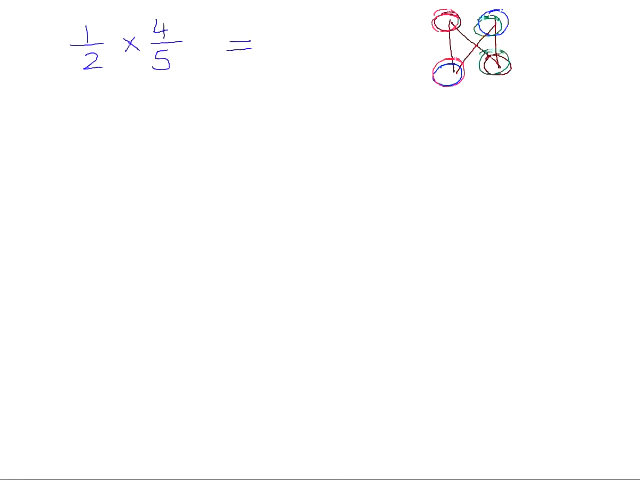 1/2 × 4/5 =